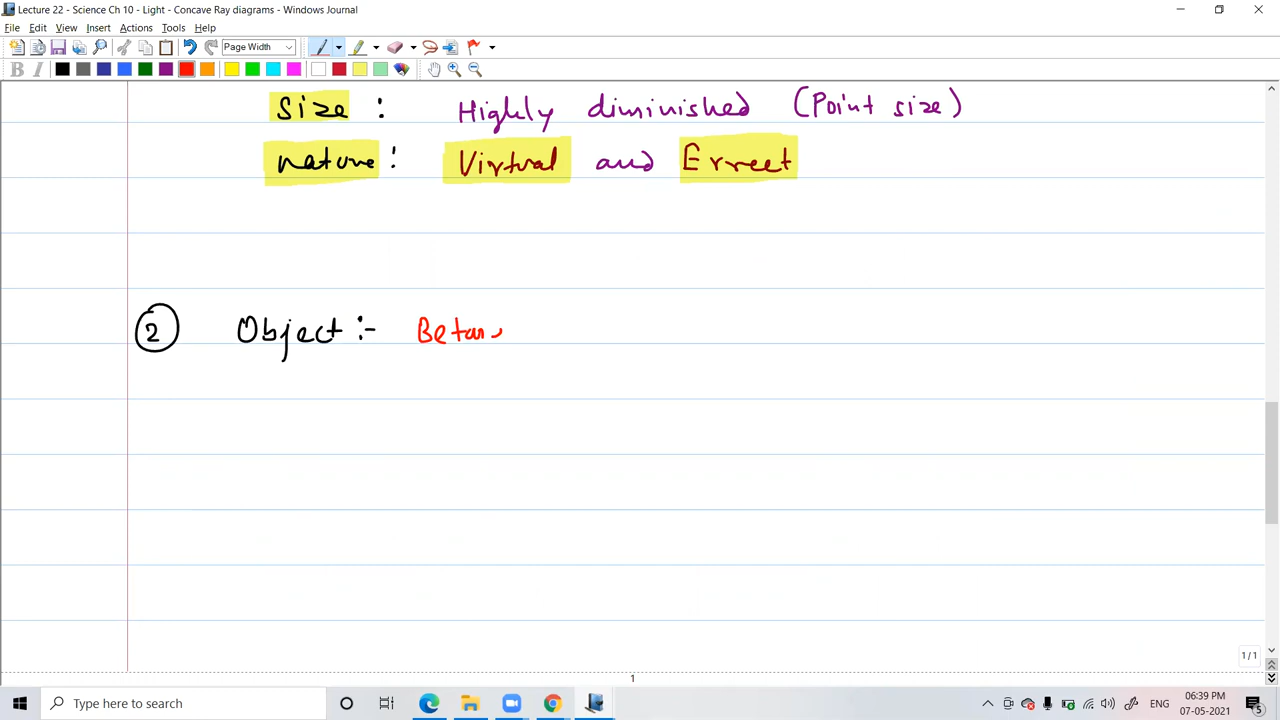 Lecture 22 - Science Ch 10 - Light - Concave Ray diagrams - Windows Journal
File Edit View Insert Actions Tools Help
Page Width
B I
Size : Highly diminished (Point size)
nature : Virtual and Errect
2 Object :-
1/1
1
Type here to search
ENG
06:39 PM
07-05-2021
5